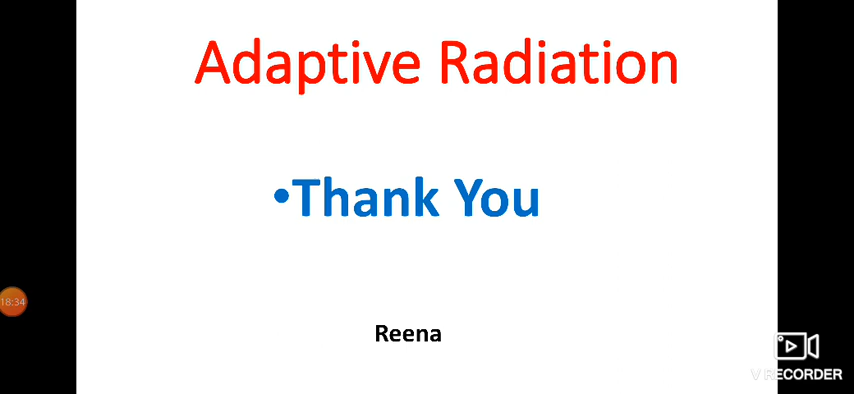 Adaptive Radiation
•Thank You
18:34
Reena
V RECORDER